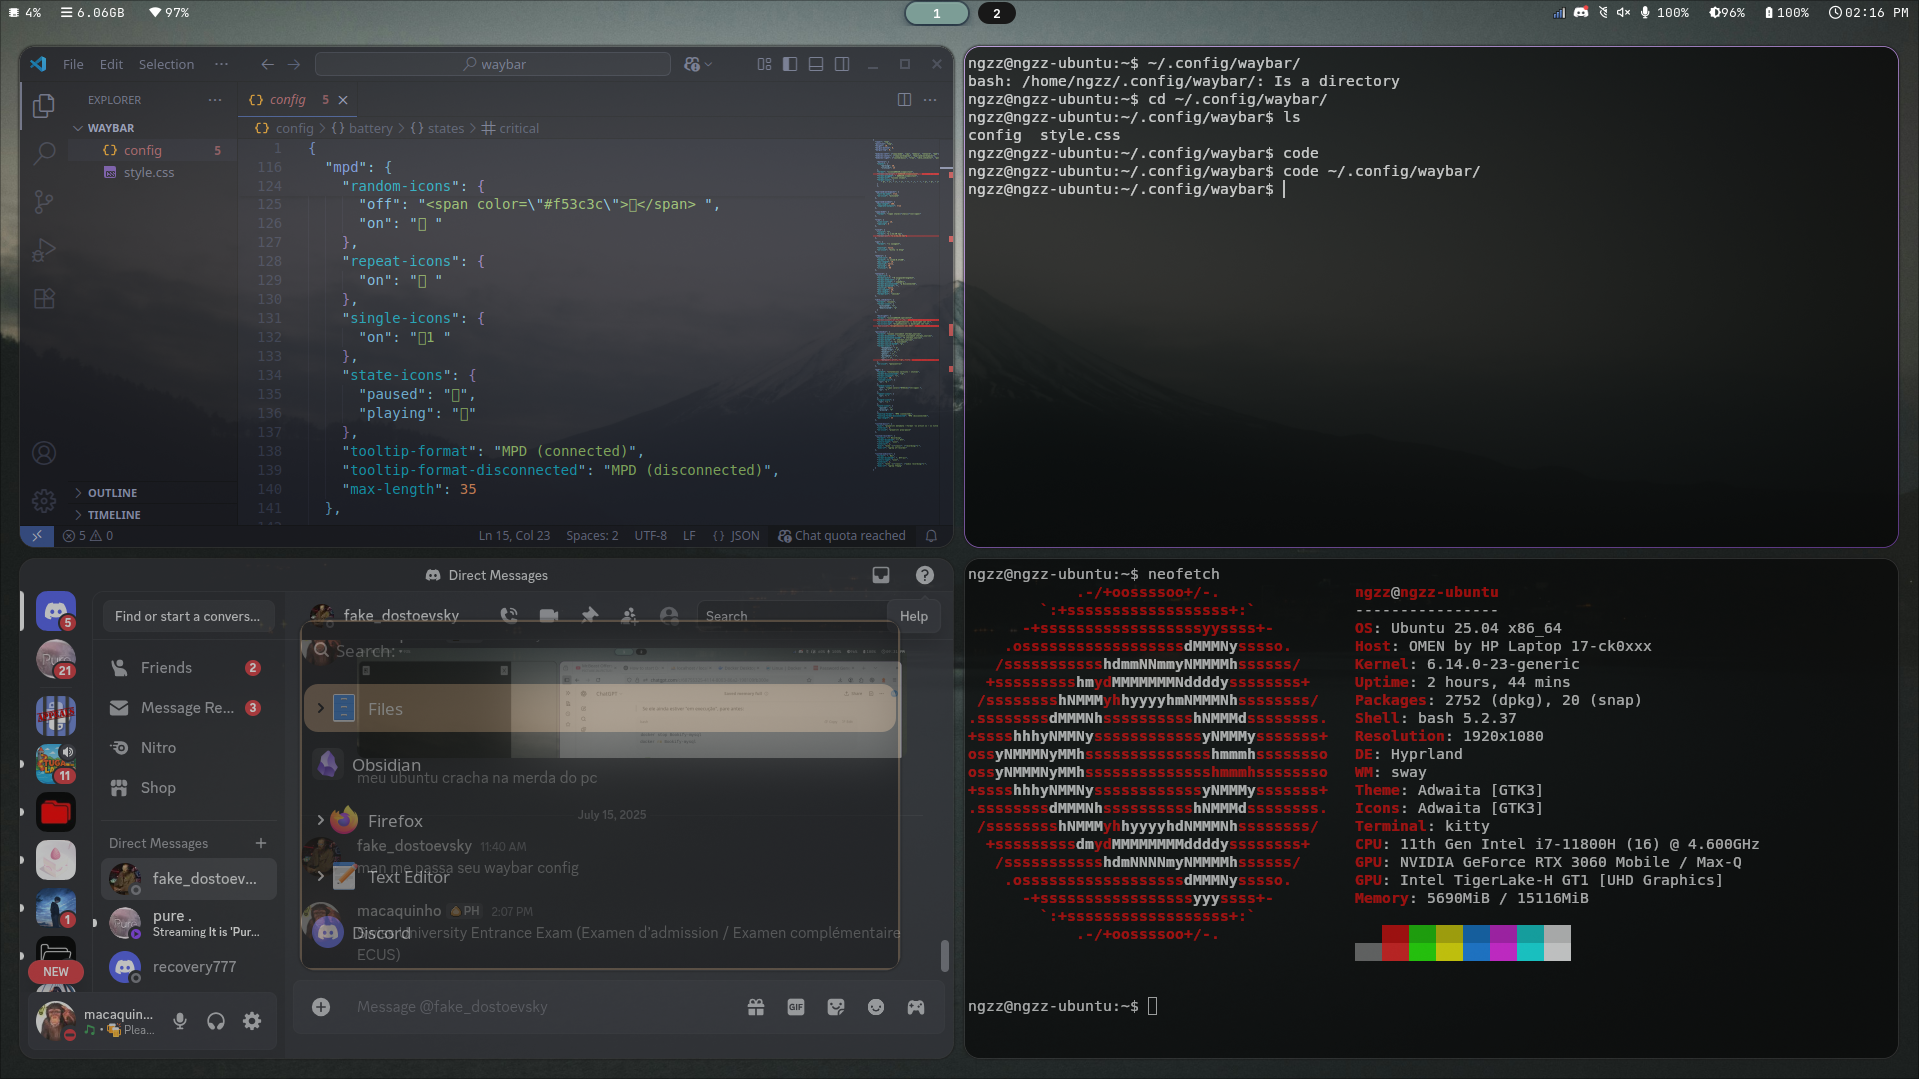 4% 6.06GB 97%
1 2
100% 96% 100% 02:16 PM
File Edit Selection ···
waybar
EXPLORER ···
WAYBAR
{} config 5
style.css
OUTLINE
TIMELINE
{} config 5
{} config > {} battery > {} states > critical
1 {
116 "mpd": {
124 "random-icons": {
125 "off": "<span color=\"#f53c3c\"></span> ",
126 "on": " "
127 },
128 "repeat-icons": {
129 "on": " "
130 },
131 "single-icons": {
132 "on": "1 "
133 },
134 "state-icons": {
135 "paused": "",
136 "playing": ""
137 },
138 "tooltip-format": "MPD (connected)",
139 "tooltip-format-disconnected": "MPD (disconnected)",
140 "max-length": 35
141 },
5 0 Ln 15, Col 23 Spaces: 2 UTF-8 LF {} JSON Chat quota reached
ngzz@ngzz-ubuntu:~$ ~/.config/waybar/
bash: /home/ngzz/.config/waybar/: Is a directory
ngzz@ngzz-ubuntu:~$ cd ~/.config/waybar/
ngzz@ngzz-ubuntu:~/.config/waybar$ ls
config style.css
ngzz@ngzz-ubuntu:~/.config/waybar$ code
ngzz@ngzz-ubuntu:~/.config/waybar$ code ~/.config/waybar/
ngzz@ngzz-ubuntu:~/.config/waybar$
Direct Messages
5
21
11
1
NEW
Find or start a convers...
Friends 2
Message Re... 3
Nitro
Shop
Direct Messages +
fake_dostoev...
pure .
Streaming It is 'Pur...
recovery777
macaquin...
Plea...
fake_dostoevsky
Search
Help
Search:
Files
ChatGPT
Obsidian
meu ubuntu cracha na merda do pc
July 15, 2025
Firefox
fake_dostoevsky 11:40 AM
man me passa seu waybar config
Text Editor
macaquinho PH 2:07 PM
Discord
University Entrance Exam (Examen d'admission / Examen complémentaire
ECUS)
Message @fake_dostoevsky
GIF
ngzz@ngzz-ubuntu:~$ neofetch
ngzz@ngzz-ubuntu
----------------
OS: Ubuntu 25.04 x86_64
Host: OMEN by HP Laptop 17-ck0xxx
Kernel: 6.14.0-23-generic
Uptime: 2 hours, 44 mins
Packages: 2752 (dpkg), 20 (snap)
Shell: bash 5.2.37
Resolution: 1920x1080
DE: Hyprland
WM: sway
Theme: Adwaita [GTK3]
Icons: Adwaita [GTK3]
Terminal: kitty
CPU: 11th Gen Intel i7-11800H (16) @ 4.600GHz
GPU: NVIDIA GeForce RTX 3060 Mobile / Max-Q
GPU: Intel TigerLake-H GT1 [UHD Graphics]
Memory: 5690MiB / 15116MiB
ngzz@ngzz-ubuntu:~$